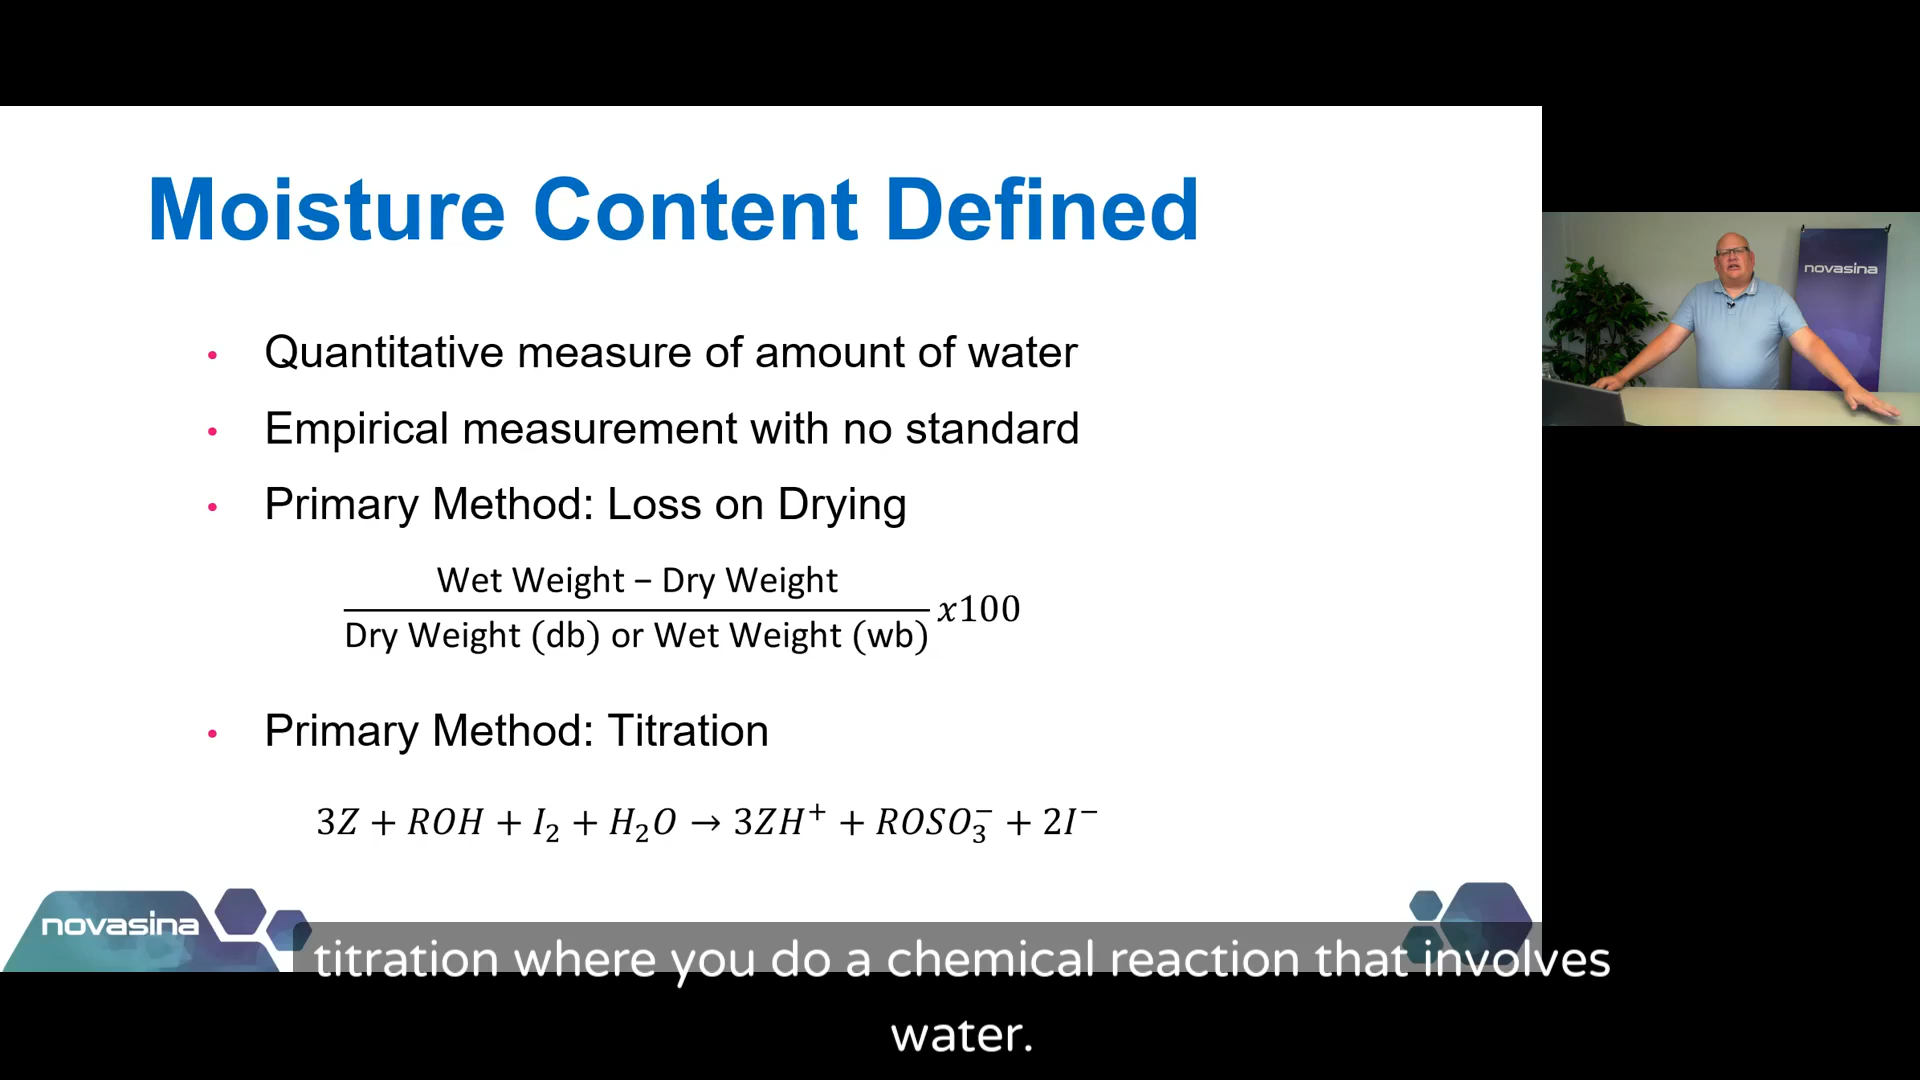 Moisture Content Defined
• Quantitative measure of amount of water
• Empirical measurement with no standard
• Primary Method: Loss on Drying
Wet Weight − Dry Weight
Dry Weight (db) or Wet Weight (wb)
x100
• Primary Method: Titration
3Z + ROH + I₂ + H₂O → 3ZH⁺ + ROSO₃⁻ + 2I⁻
novasina
novasina
titration where you do a chemical reaction that involves
water.